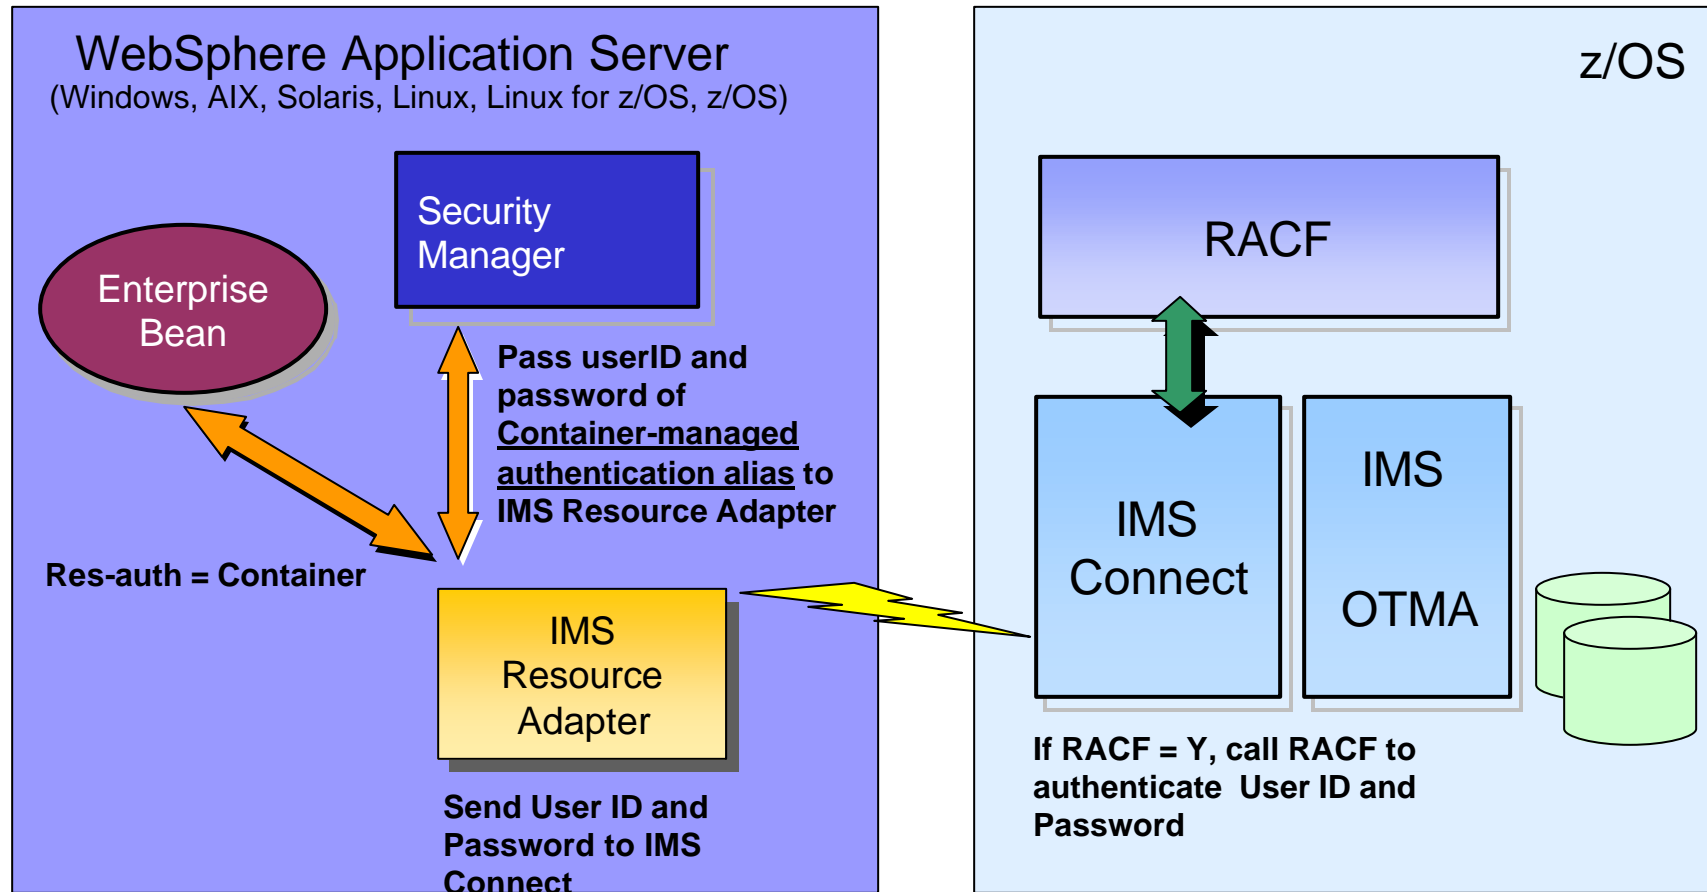 WebSphere Application Server
(Windows, AIX, Solaris, Linux, Linux for z/OS, z/OS)
Security
Manager
Enterprise
Bean
Pass userID and
password of
Container-managed
authentication alias to
IMS Resource Adapter
Res-auth = Container
IMS
Resource
Adapter
Send User ID and
Password to IMS
Connect
z/OS
RACF
IMS
Connect
IMS
OTMA
If RACF = Y, call RACF to
authenticate User ID and
Password